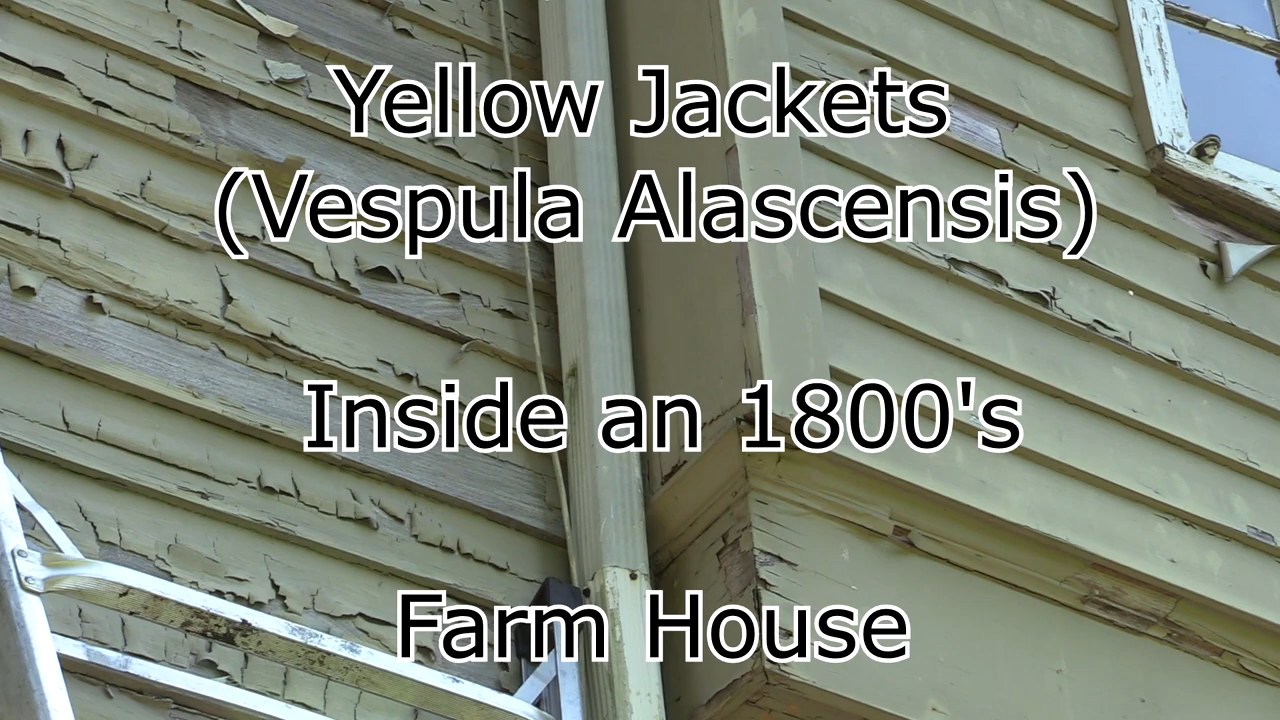 Yellow Jackets
(Vespula Alascensis)
Inside an 1800's
Farm House